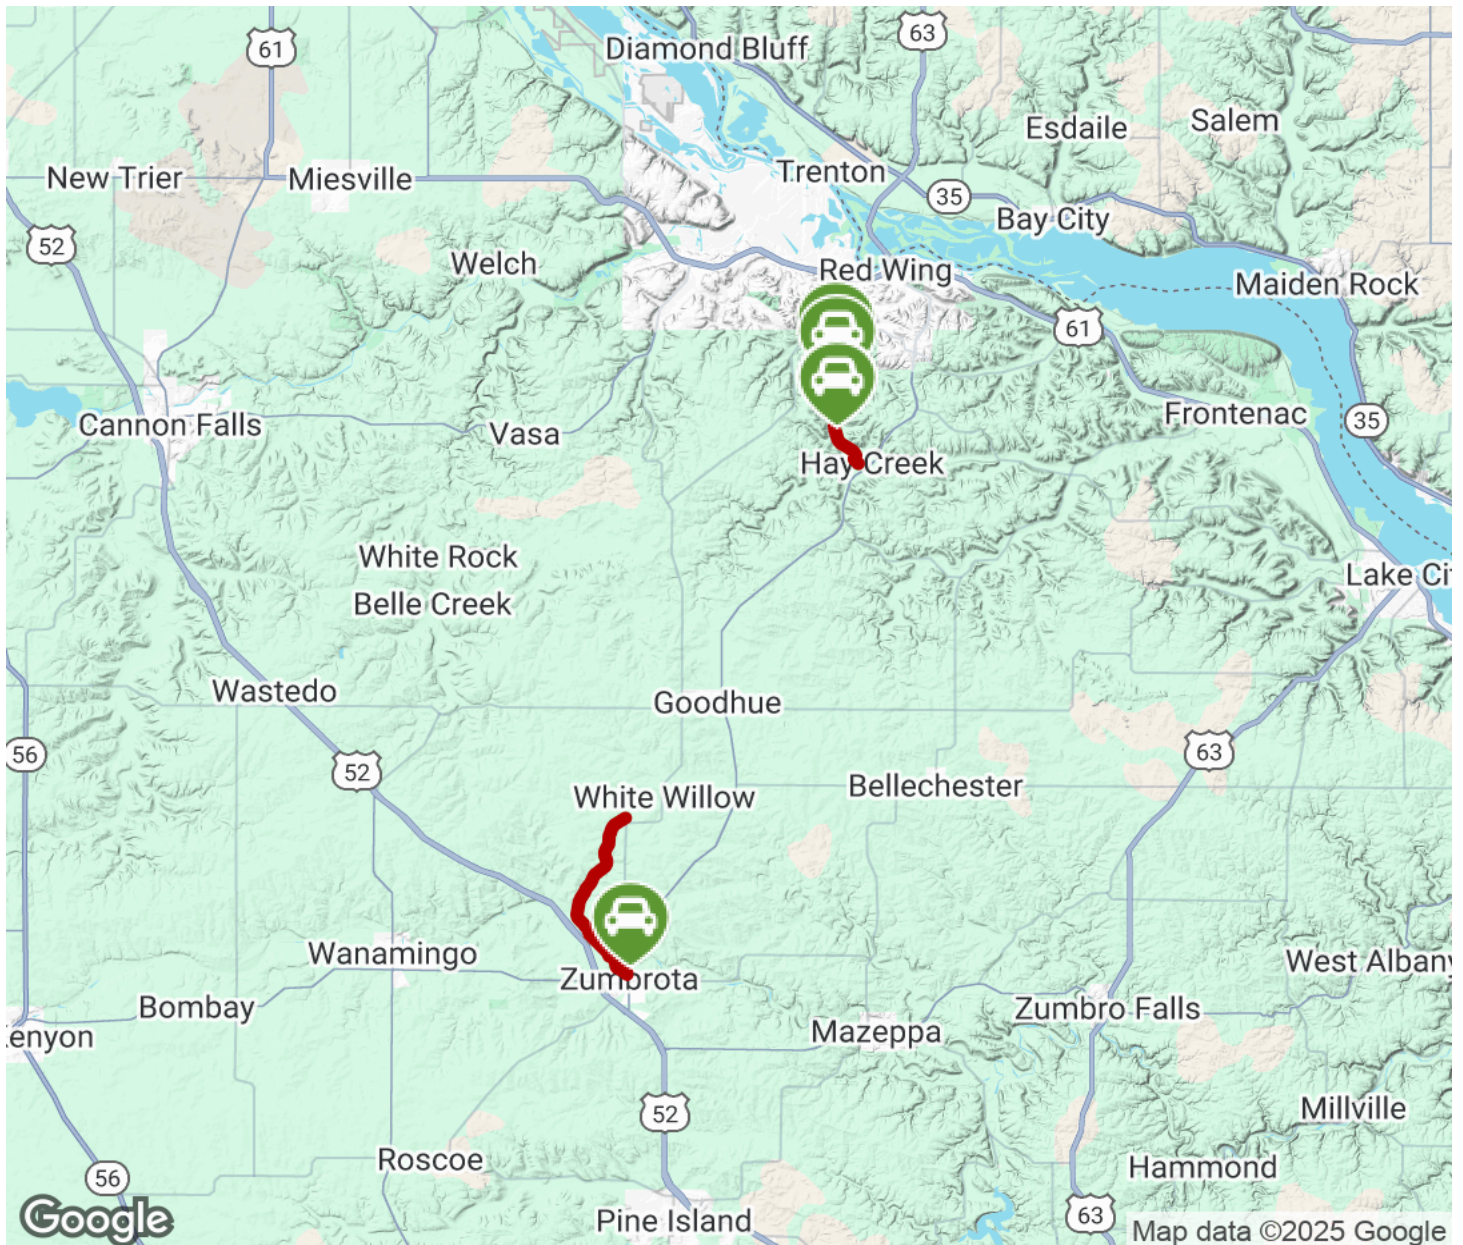 61
63
Diamond Bluff
Esdaile
Salem
New Trier
Miesville
Trenton
35
Bay City
52
Welch
Red Wing
Maiden Rock
61
Cannon Falls
Vasa
Frontenac
35
Hay Creek
White Rock
Lake Cit
Belle Creek
Wastedo
Goodhue
56
52
63
White Willow
Bellechester
Wanamingo
Zumbrota
West Albany
Bombay
Zumbro Falls
enyon
Mazeppa
52
Millville
Roscoe
Hammond
56
Google
Pine Island
63
Map data ©2025 Google